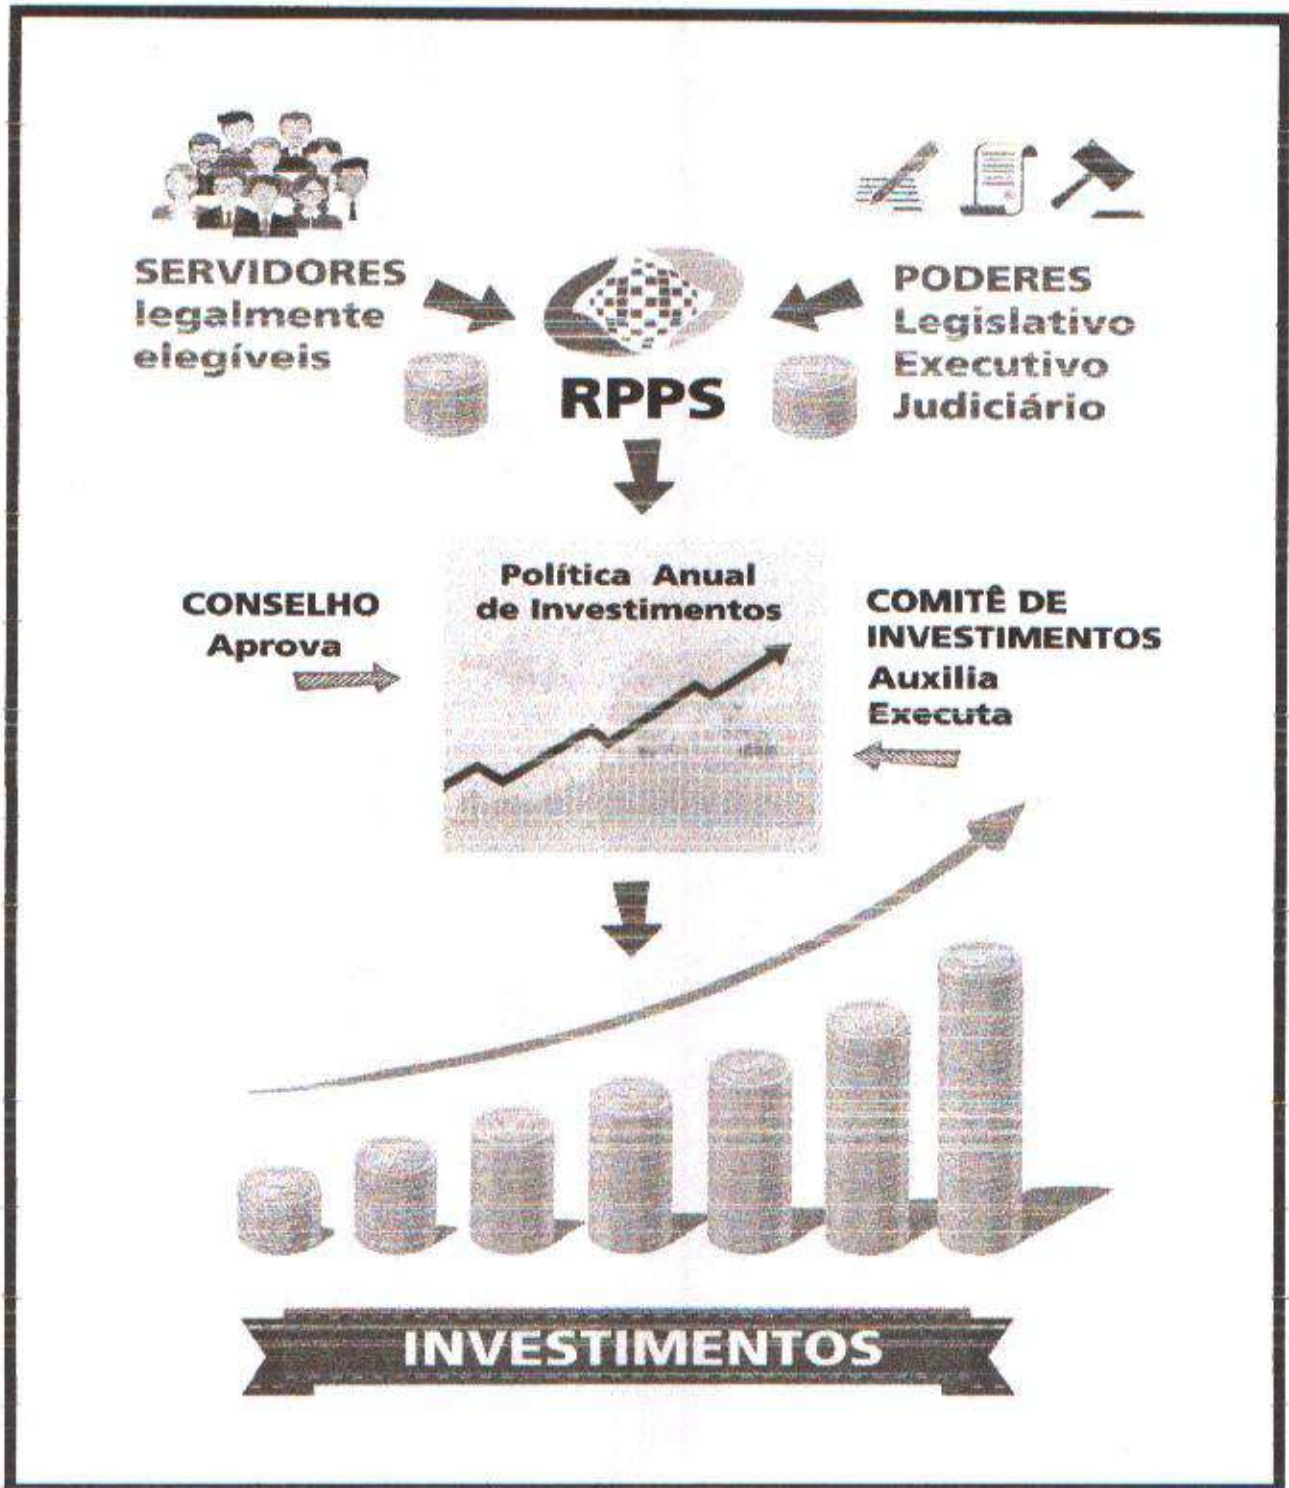 SERVIDORES
legalmente
elegíveis
RPPS
PODERES
Legislativo
Executivo
Judiciário
CONSELHO
Aprova
Política Anual
de Investimentos
COMITÊ DE
INVESTIMENTOS
Auxilia
Executa
INVESTIMENTOS